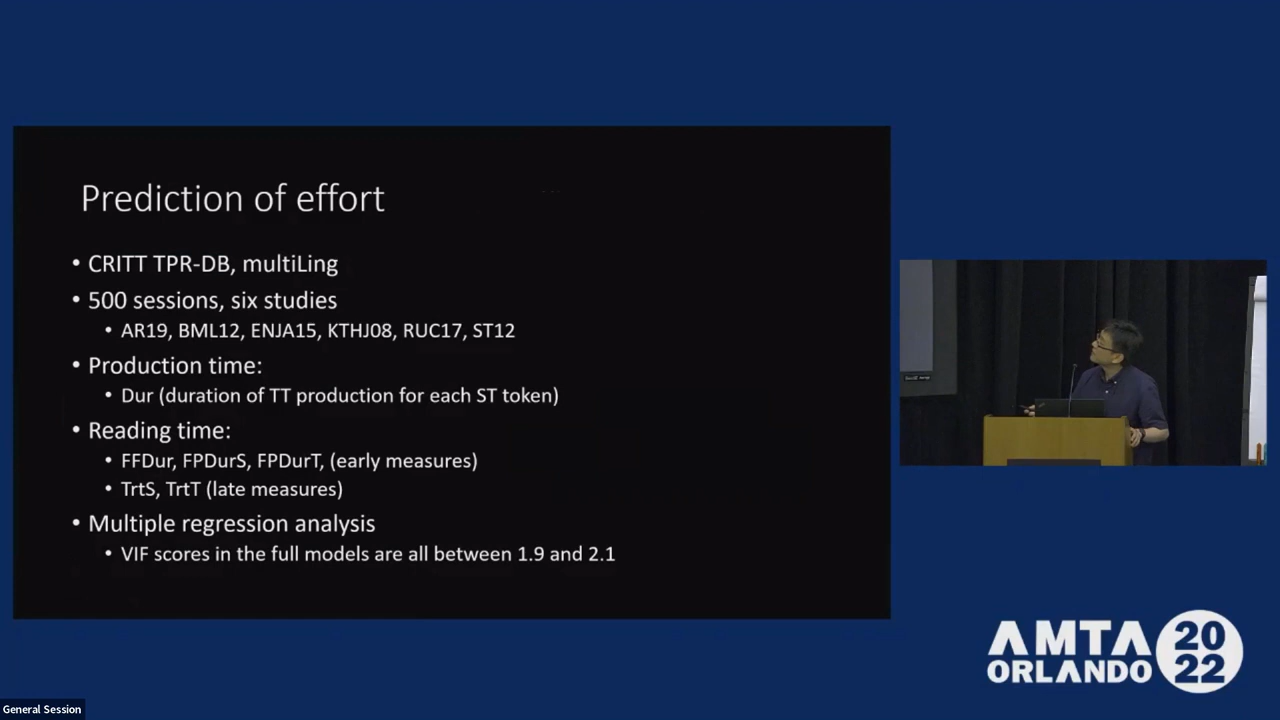 Prediction of effort
• CRITT TPR-DB, multiLing
• 500 sessions, six studies
• AR19, BML12, ENJA15, KTHJ08, RUC17, ST12
• Production time:
• Dur (duration of TT production for each ST token)
• Reading time:
• FFDur, FPDurS, FPDurT, (early measures)
• TrtS, TrtT (late measures)
• Multiple regression analysis
• VIF scores in the full models are all between 1.9 and 2.1
AMTA
ORLANDO
20
22
General Session